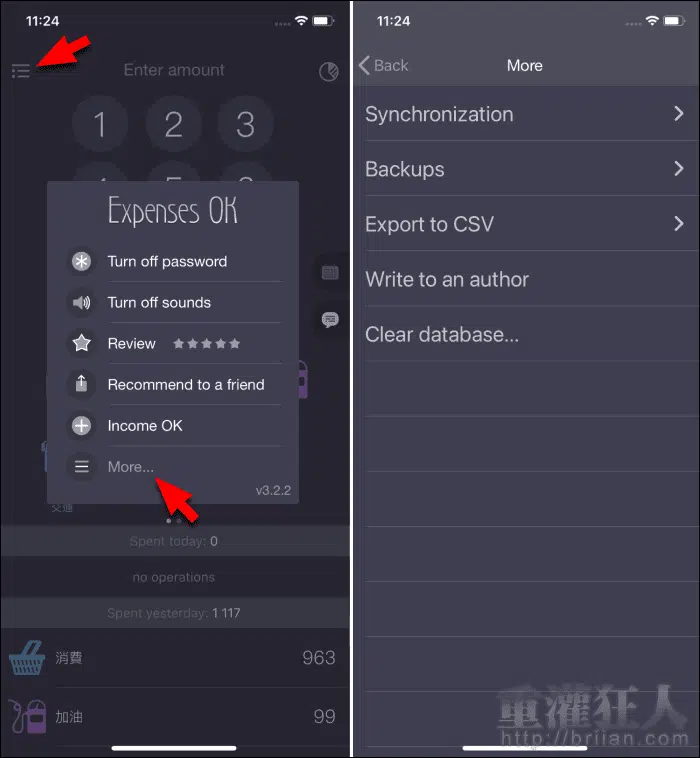 11:24
Enter amount
1 2 3
Expenses OK
Turn off password
Turn off sounds
Review
Recommend to a friend
Income OK
More...
v3.2.2
交通
Spent today: 0
no operations
Spent yesterday: 1 117
消費 963
加油 99
11:24
Back More
Synchronization
Backups
Export to CSV
Write to an author
Clear database...
重灌狂人
http://briian.com